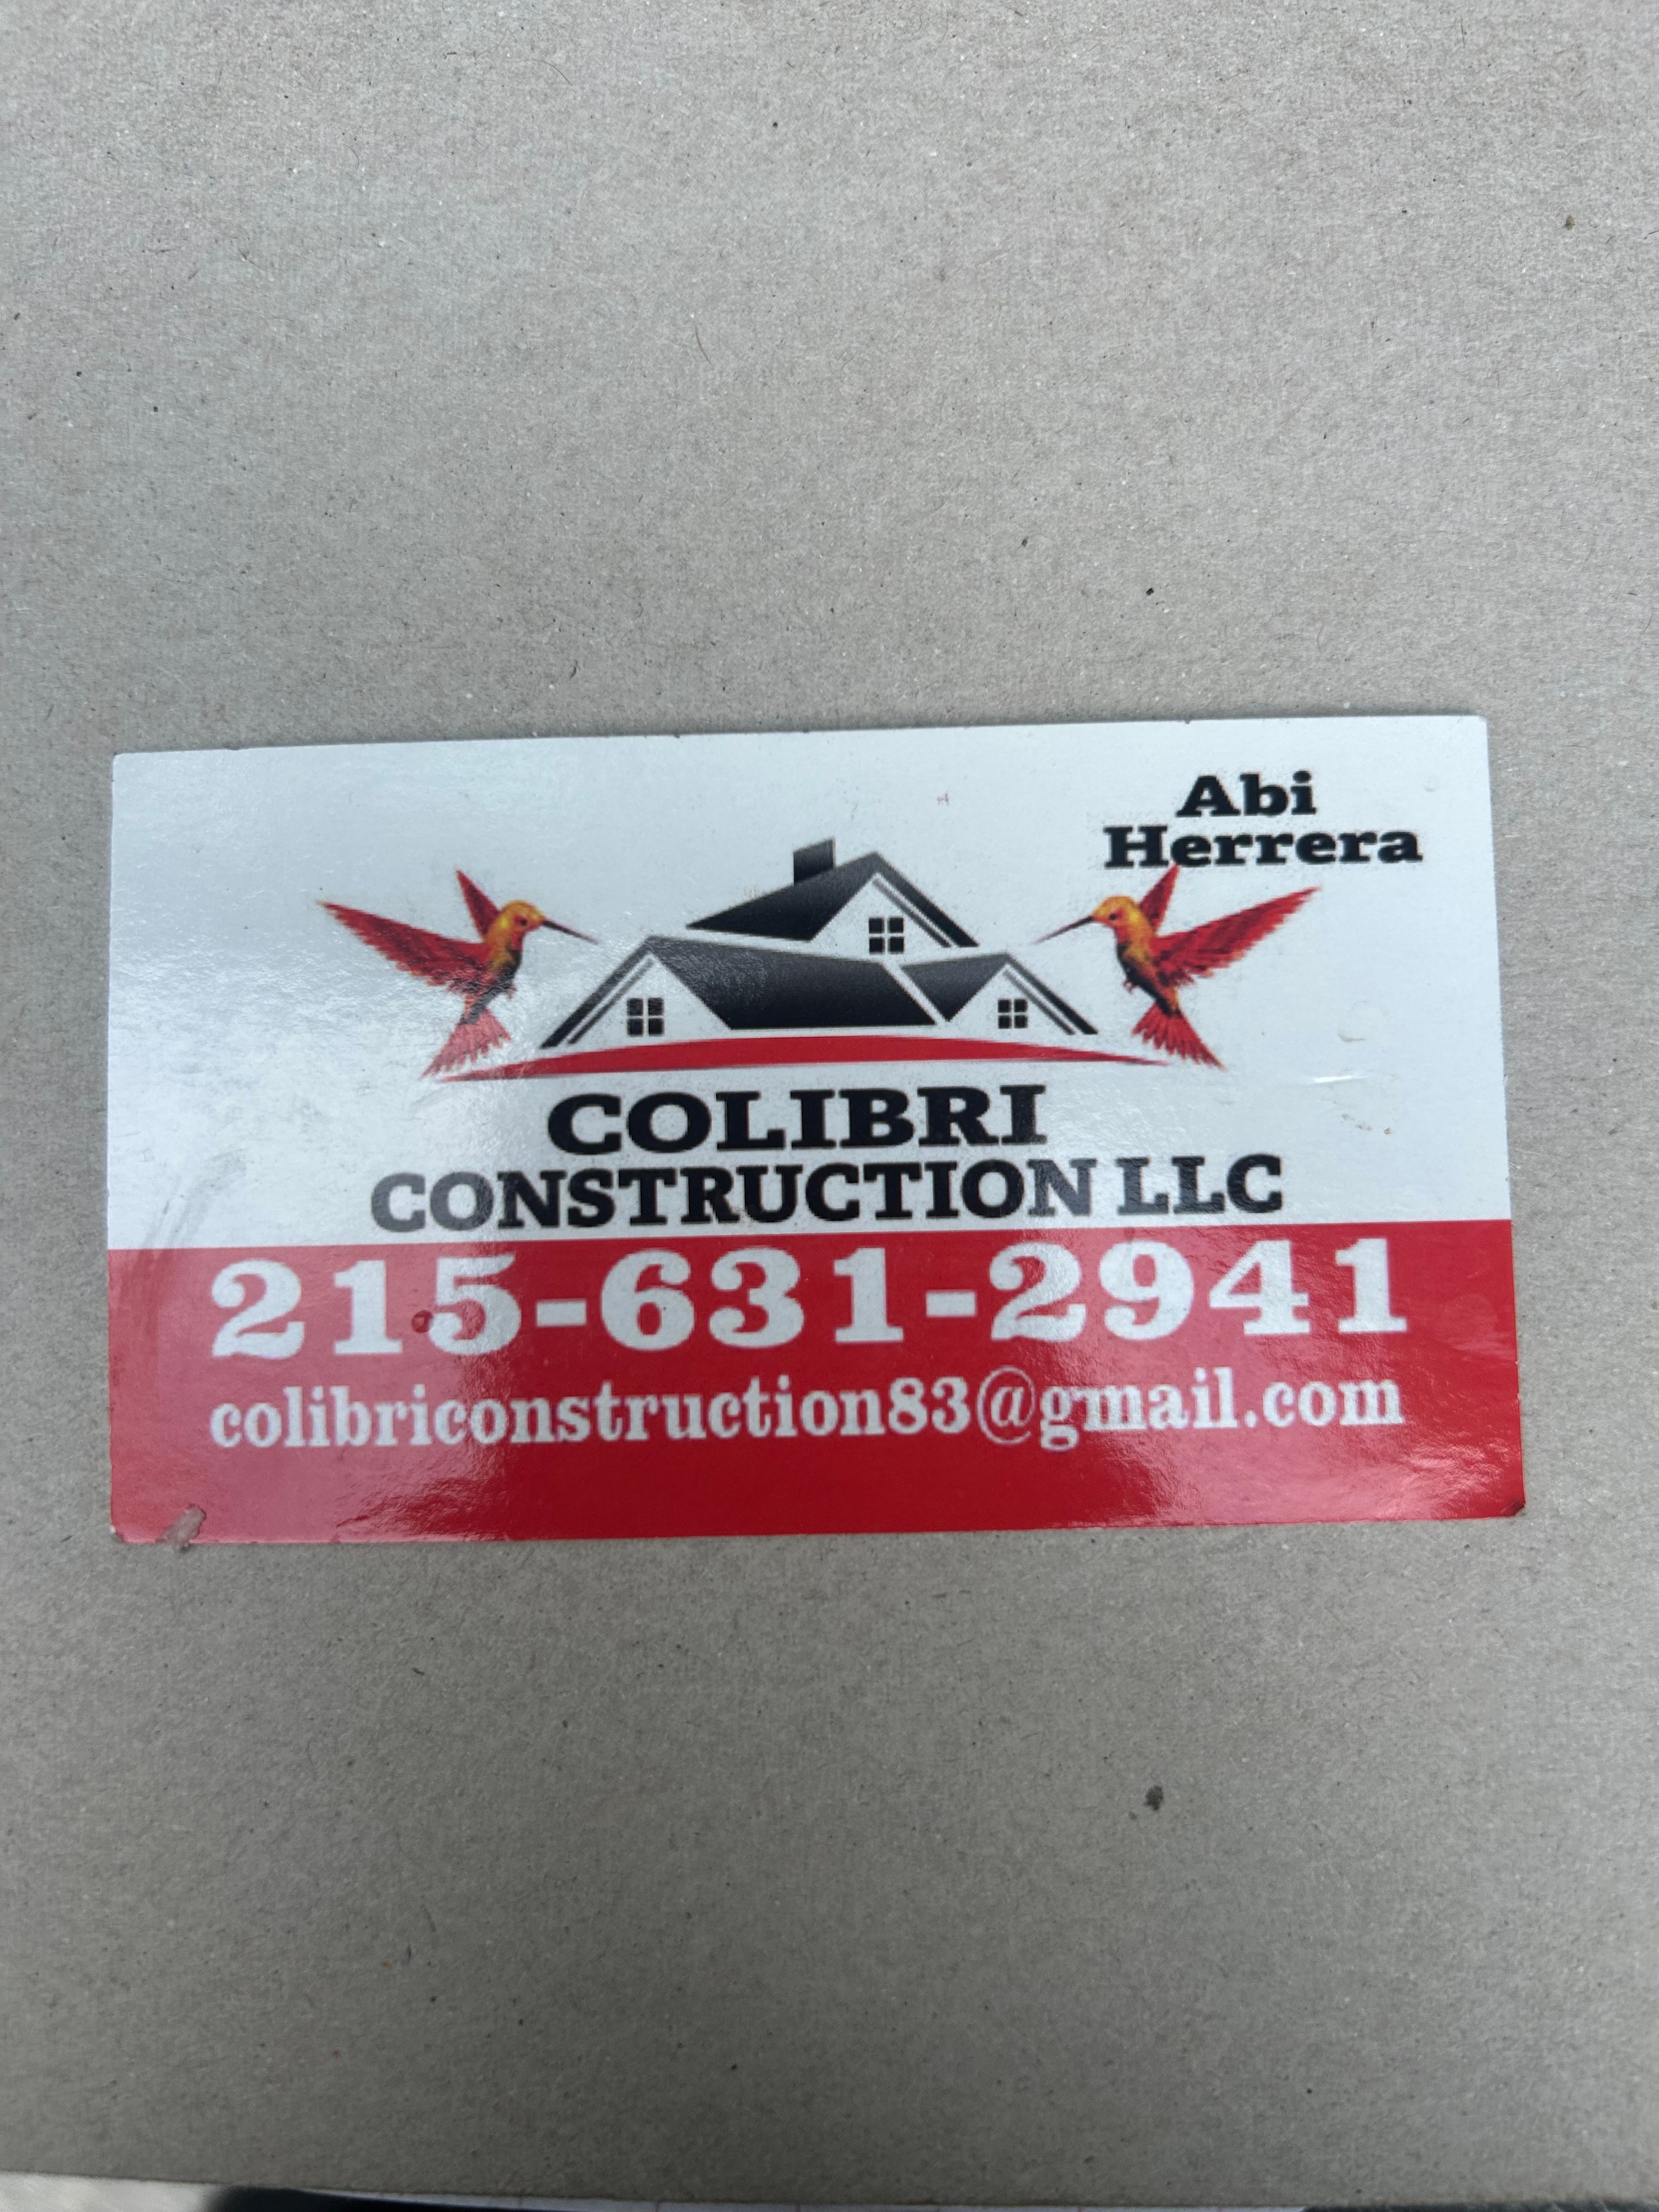 Abi
Herrera
COLIBRI
CONSTRUCTION LLC
215-631-2941
colibriconstruction83@gmail.com